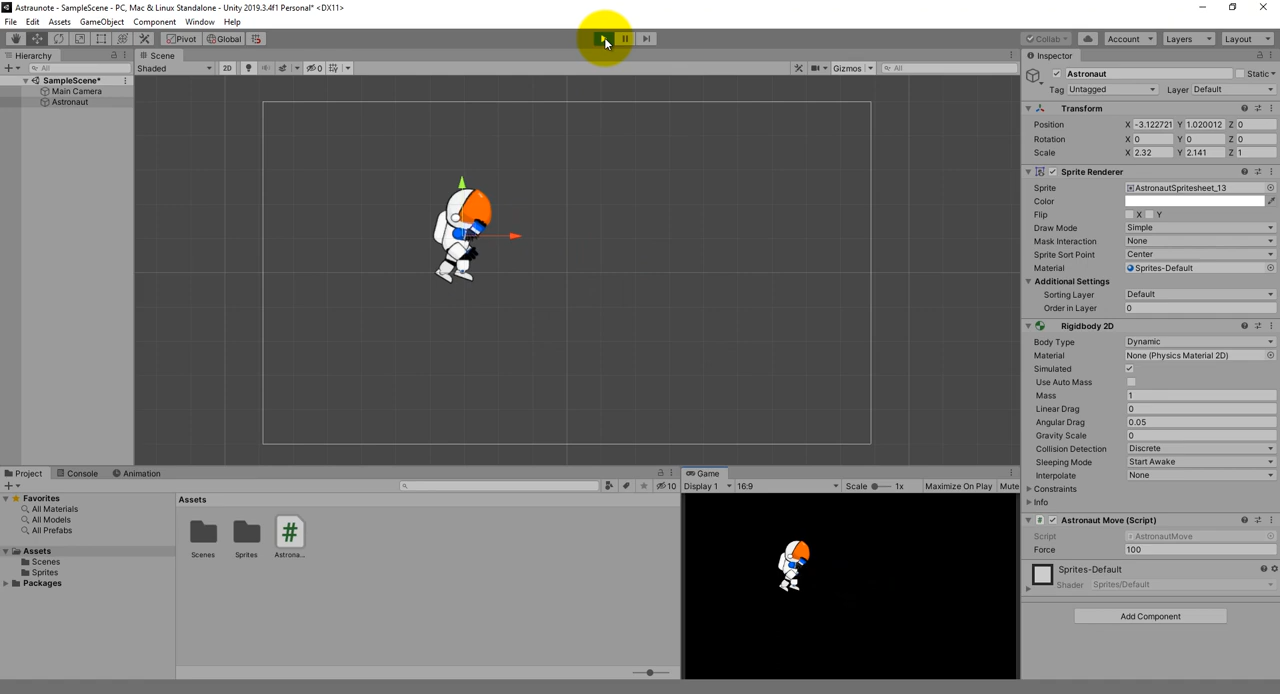 Astraunote - SampleScene - PC, Mac & Linux Standalone - Unity 2019.3.4f1 Personal* <DX11>
File Edit Assets GameObject Component Window Help
Pivot Global Collab Account Layers Layout
Hierarchy
All
SampleScene*
Main Camera
Astronaut
Scene
Shaded 2D 0 Gizmos All
Inspector
Astronaut Static
Tag Untagged Layer Default
Transform
Position X -3.122721 Y 1.020012 Z 0
Rotation X 0 Y 0 Z 0
Scale X 2.32 Y 2.141 Z 1
Sprite Renderer
Sprite AstronautSpritesheet_13
Color
Flip X Y
Draw Mode Simple
Mask Interaction None
Sprite Sort Point Center
Material Sprites-Default
Additional Settings
Sorting Layer Default
Order in Layer 0
Rigidbody 2D
Body Type Dynamic
Material None (Physics Material 2D)
Simulated
Use Auto Mass
Mass 1
Linear Drag 0
Angular Drag 0.05
Gravity Scale 0
Collision Detection Discrete
Sleeping Mode Start Awake
Interpolate None
Constraints
Info
Astronaut Move (Script)
Script AstronautMove
Force 100
Sprites-Default
Shader Sprites/Default
Add Component
Project Console Animation
10
Favorites
All Materials
All Models
All Prefabs
Assets
Scenes
Sprites
Packages
Assets
Scenes Sprites Astrona...
Game
Display 1 16:9 Scale 1x Maximize On Play Mute